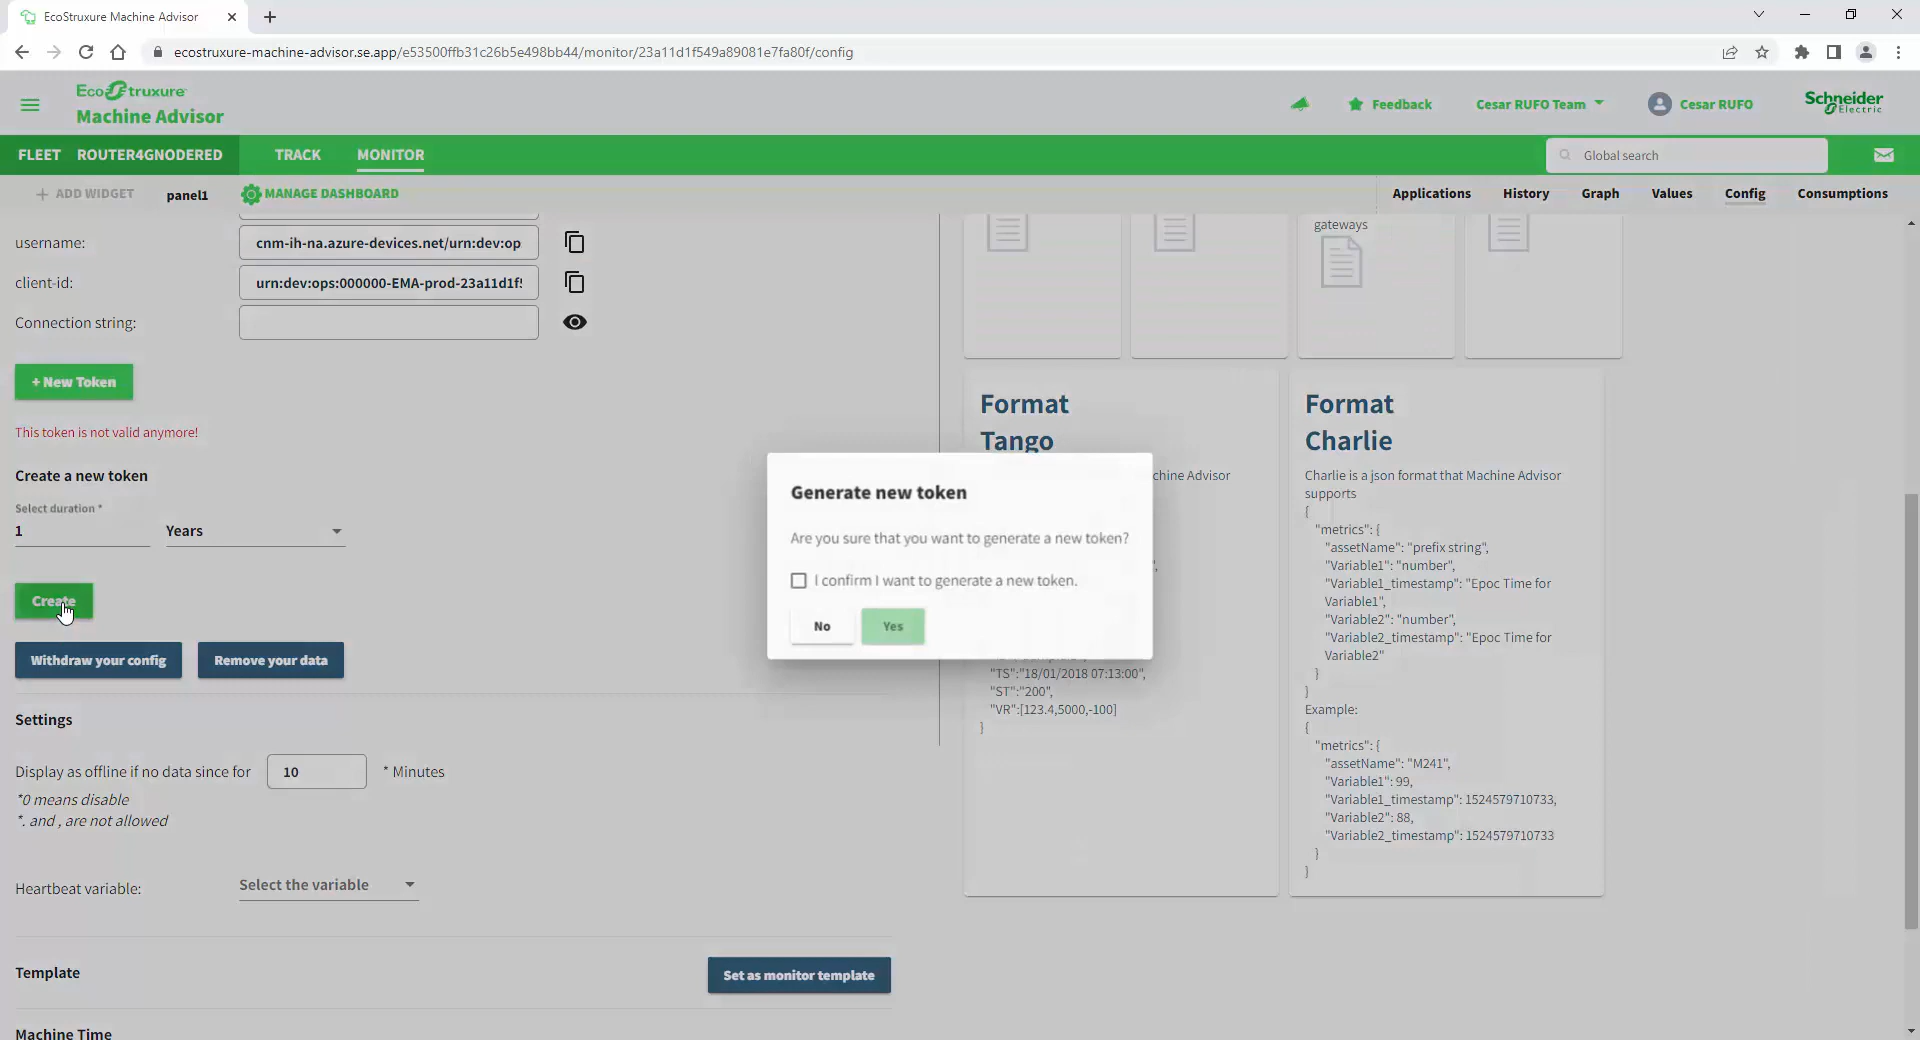 EcoStruxure Machine Advisor
ecostruxure-machine-advisor.se.app/e53500ffb31c26b5e498bb44/monitor/23a11d1f549a89081e7fa80f/config
EcoStruxure
Machine Advisor
Feedback
Cesar RUFO Team
Cesar RUFO
Schneider
Electric
FLEET
ROUTER4GNODERED
TRACK
MONITOR
Global search
+ ADD WIDGET
panel1
MANAGE DASHBOARD
Applications
History
Graph
Values
Config
Consumptions
username:
cnm-ih-na.azure-devices.net/urn:dev:op
client-id:
urn:dev:ops:000000-EMA-prod-23a11d1f
Connection string:
+ New Token
This token is not valid anymore!
Create a new token
Select duration *
1
Years
Create
Withdraw your config
Remove your data
Settings
Display as offline if no data since for
10
* Minutes
*0 means disable
*. and , are not allowed
Heartbeat variable:
Select the variable
Template
Set as monitor template
Machine Time
gateways
Format
Tango
chine Advisor
",
"TS":"18/01/2018 07:13:00",
"ST":"200",
"VR":[123.4,5000,-100]
}
Format
Charlie
Charlie is a json format that Machine Advisor
supports
{
"metrics": {
"assetName": "prefix string",
"Variable1": "number",
"Variable1_timestamp": "Epoc Time for
Variable1",
"Variable2": "number",
"Variable2_timestamp": "Epoc Time for
Variable2"
}
}
Example:
{
"metrics": {
"assetName": "M241",
"Variable1": 99,
"Variable1_timestamp": 1524579710733,
"Variable2": 88,
"Variable2_timestamp": 1524579710733
}
}
Generate new token
Are you sure that you want to generate a new token?
I confirm I want to generate a new token.
No
Yes